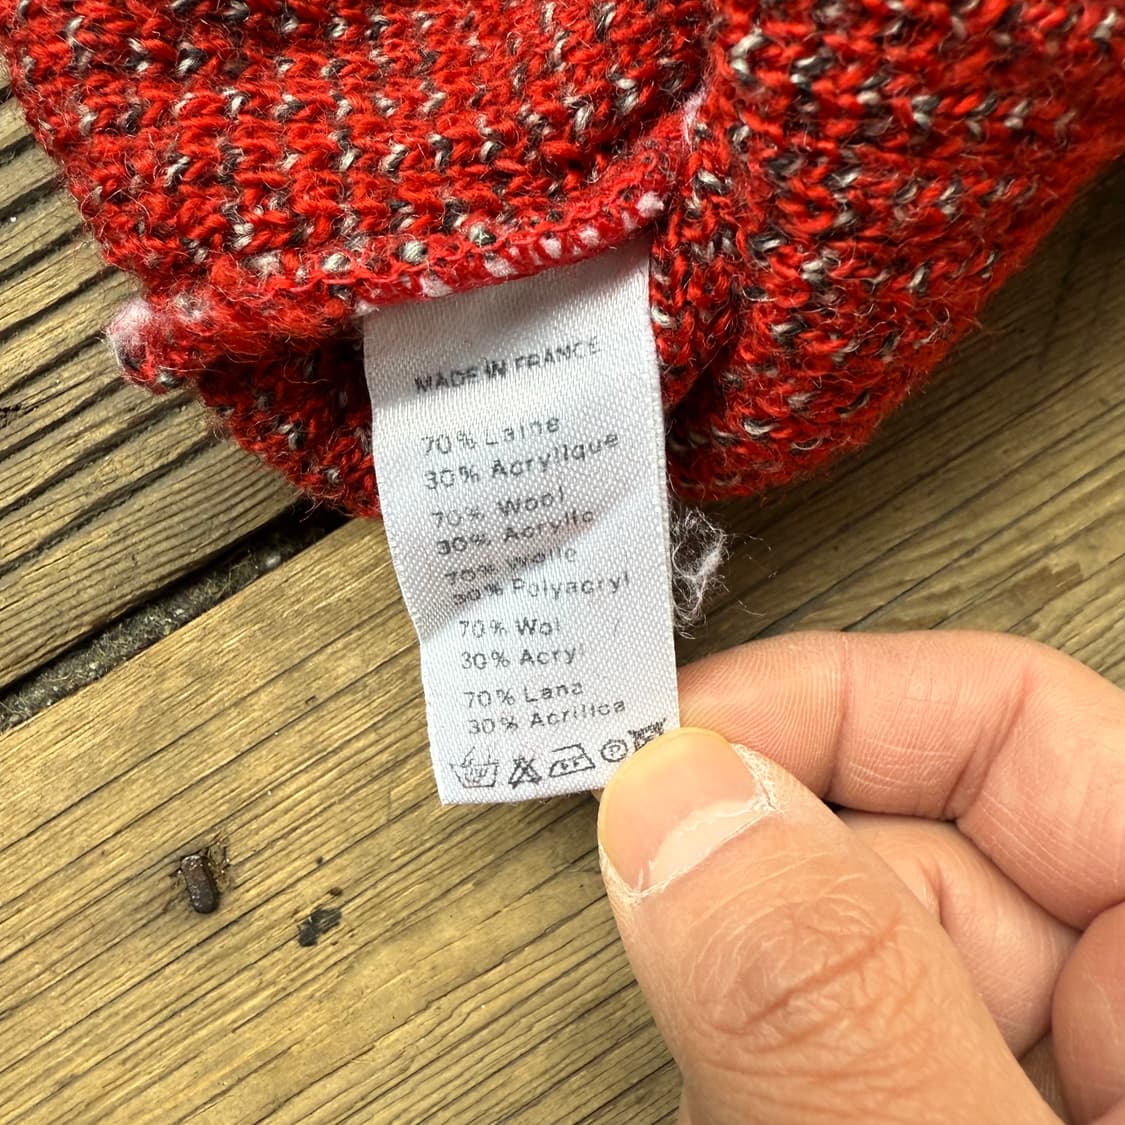 MADE IN FRANCE
70% Laine
30% Acrylique
70% Wool
30% Acrylic
70% Wolle
30% Polyacryl
70% Wol
30% Acryl
70% Lana
30% Acrilica
P